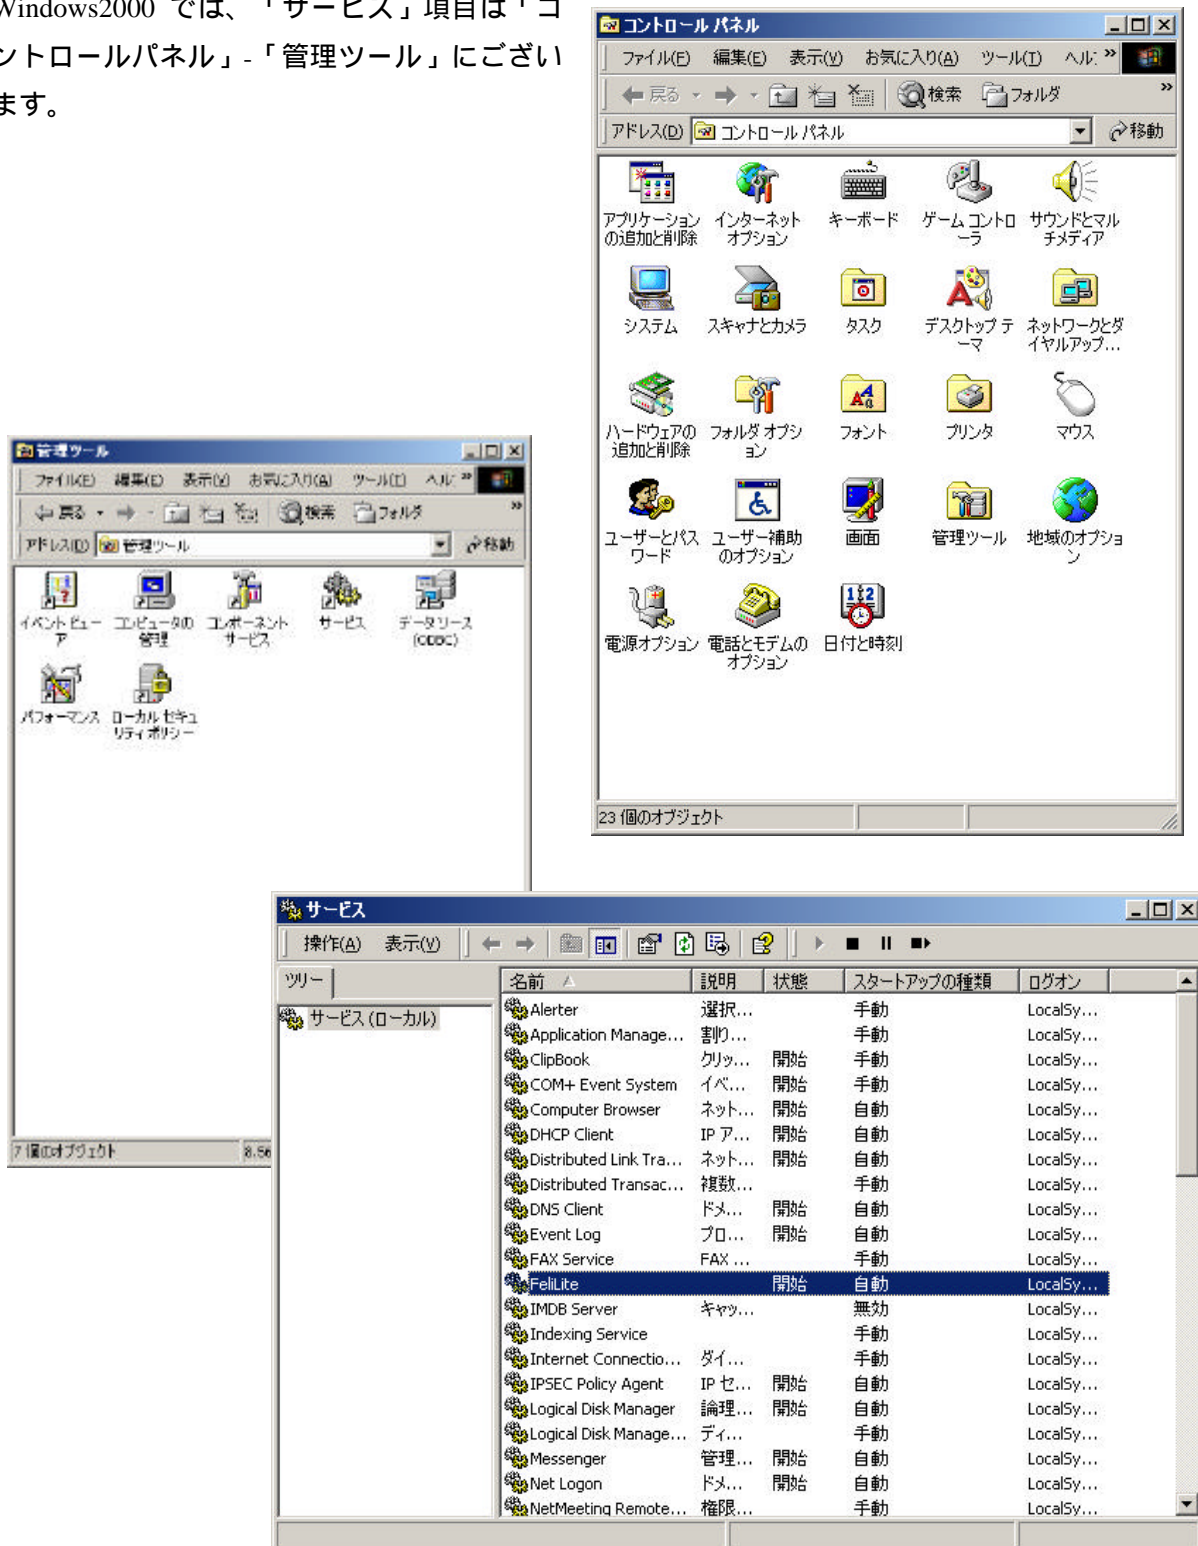 Windows2000 では、「サービス」項目は「コ
ントロールパネル」-「管理ツール」にござい
ます。
コントロール パネル
ファイル(F) 編集(E) 表示(V) お気に入り(A) ツール(T) ヘルプ »
戻る 検索 フォルダ »
アドレス(D) コントロール パネル 移動
アプリケーション
の追加と削除
インターネット
オプション
キーボード
ゲーム コントロ
ーラ
サウンドとマル
チメディア
システム
スキャナとカメラ
タスク
デスクトップ テ
ーマ
ネットワークとダ
イヤルアップ...
ハードウェアの
追加と削除
フォルダ オプシ
ョン
フォント
プリンタ
マウス
ユーザーとパス
ワード
ユーザー補助
のオプション
画面
管理ツール
地域のオプショ
ン
電源オプション
電話とモデムの
オプション
日付と時刻
23 個のオブジェクト
管理ツール
ファイル(F) 編集(E) 表示(V) お気に入り(A) ツール(T) ヘル »
戻る 検索 フォルダ »
アドレス(D) 管理ツール 移動
イベント ビュー
ア
コンピュータの
管理
コンポーネント
サービス
サービス
データ ソース
(ODBC)
パフォーマンス
ローカル セキュ
リティ ポリシー
7 個のオブジェクト 8.56
サービス
操作(A) 表示(V)
ツリー
サービス (ローカル)
名前 説明 状態 スタートアップの種類 ログオン
Alerter 選択... 手動 LocalSy...
Application Manage... 割り... 手動 LocalSy...
ClipBook クリッ... 開始 手動 LocalSy...
COM+ Event System イベ... 開始 手動 LocalSy...
Computer Browser ネット... 開始 自動 LocalSy...
DHCP Client IP ア... 開始 自動 LocalSy...
Distributed Link Tra... ネット... 開始 自動 LocalSy...
Distributed Transac... 複数... 手動 LocalSy...
DNS Client ドメ... 開始 自動 LocalSy...
Event Log プロ... 開始 自動 LocalSy...
FAX Service FAX ... 手動 LocalSy...
FeliLite 開始 自動 LocalSy...
IMDB Server キャッ... 無効 LocalSy...
Indexing Service 手動 LocalSy...
Internet Connectio... ダイ... 手動 LocalSy...
IPSEC Policy Agent IP セ... 開始 自動 LocalSy...
Logical Disk Manager 論理... 開始 自動 LocalSy...
Logical Disk Manage... ディ... 手動 LocalSy...
Messenger 管理... 開始 自動 LocalSy...
Net Logon ドメ... 開始 自動 LocalSy...
NetMeeting Remote... 権限... 手動 LocalSy...